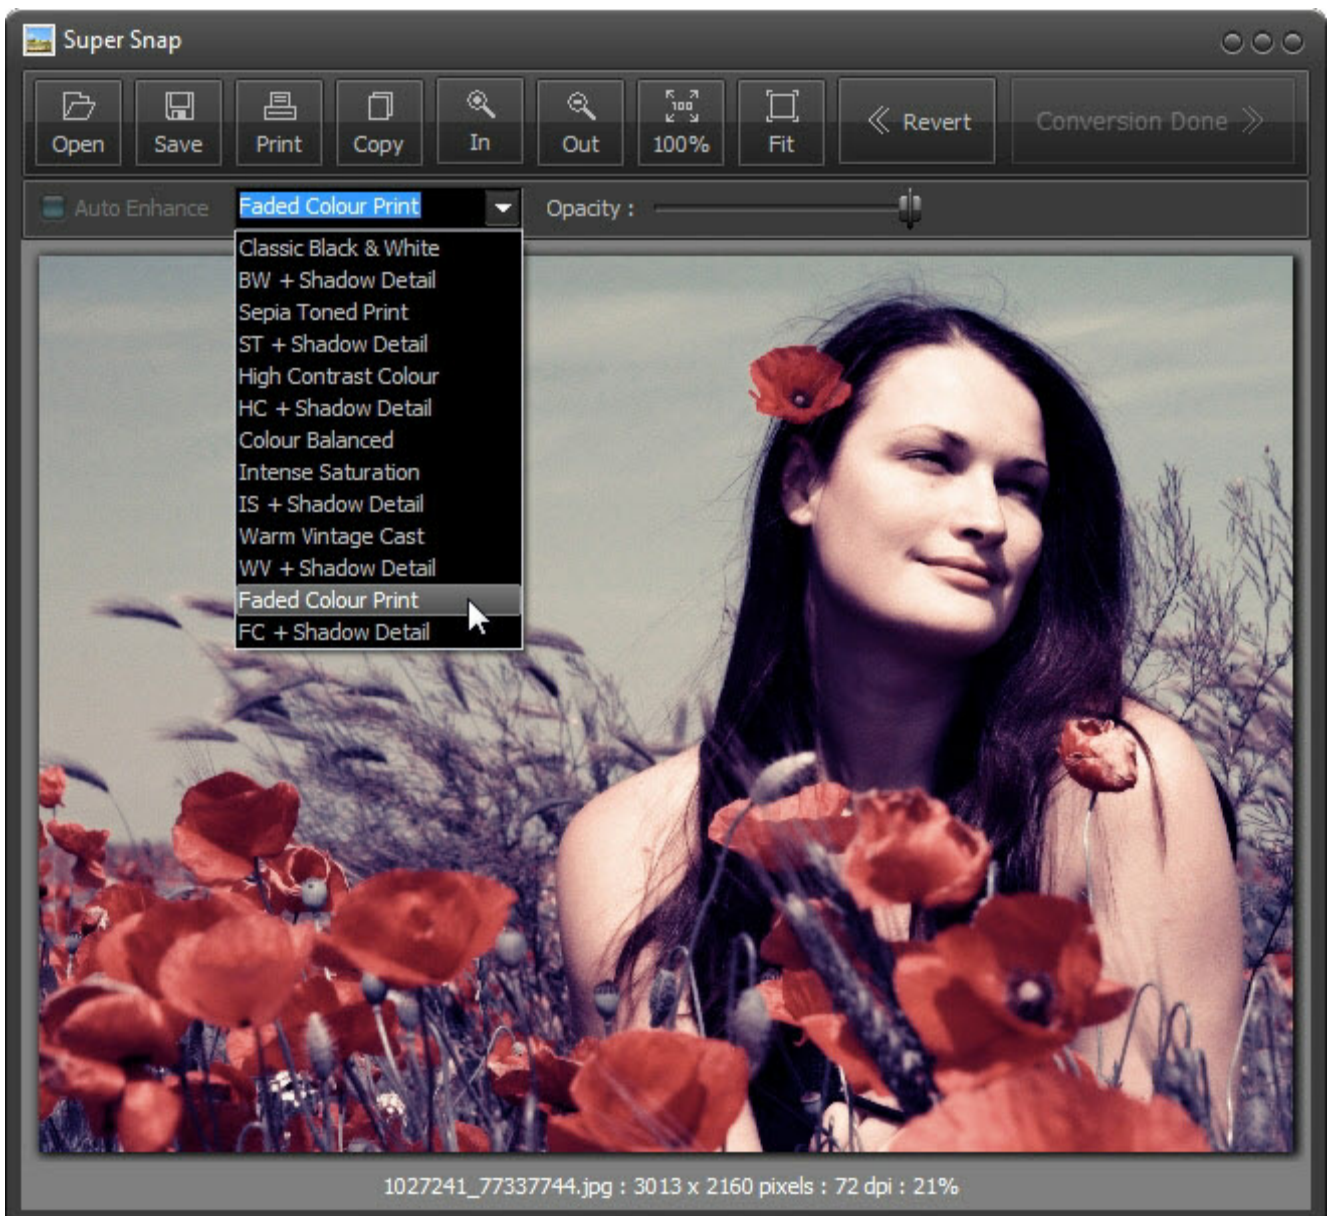 Super Snap
Open
Save
Print
Copy
In
Out
100
100%
Fit
Revert
Conversion Done
Auto Enhance
Faded Colour Print
Opacity :
Classic Black & White
BW + Shadow Detail
Sepia Toned Print
ST + Shadow Detail
High Contrast Colour
HC + Shadow Detail
Colour Balanced
Intense Saturation
IS + Shadow Detail
Warm Vintage Cast
WV + Shadow Detail
Faded Colour Print
FC + Shadow Detail
1027241_77337744.jpg : 3013 x 2160 pixels : 72 dpi : 21%